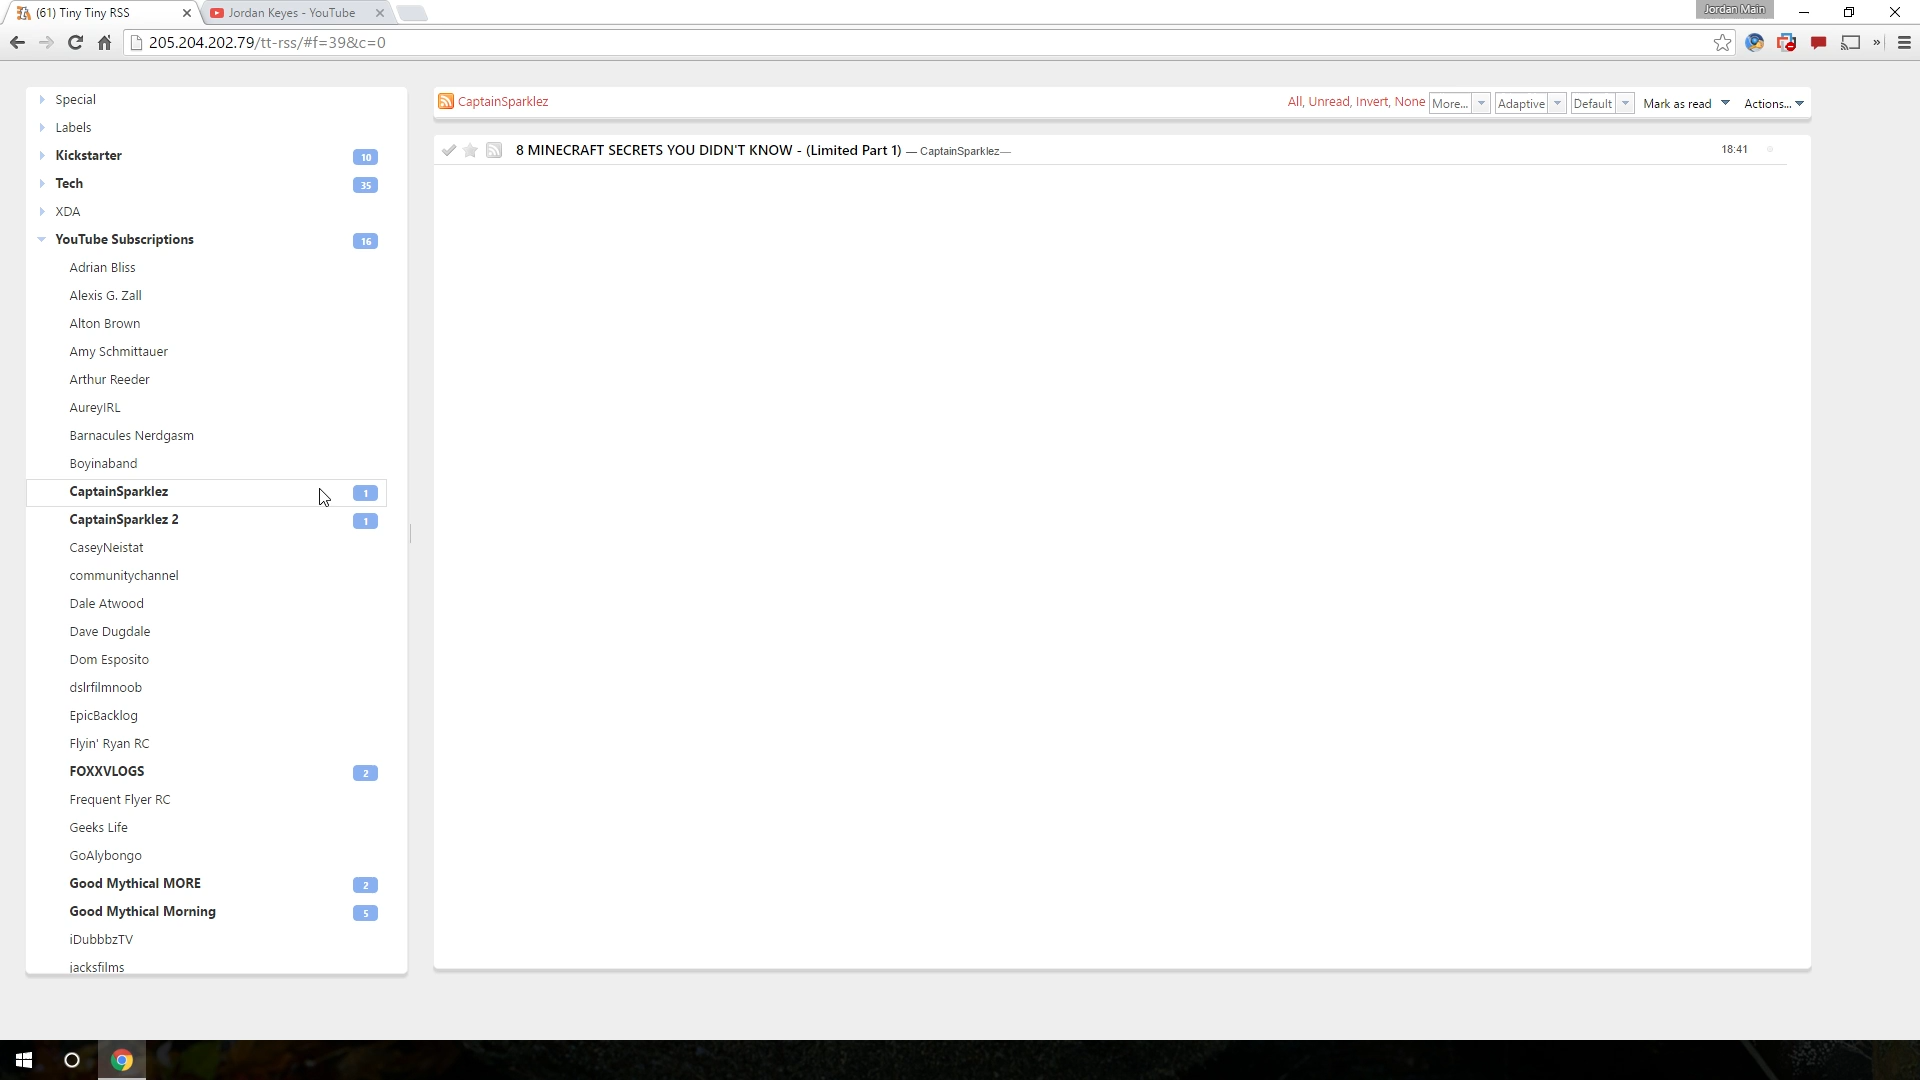 (61) Tiny Tiny RSS
Jordan Keyes - YouTube
Jordan Main
205.204.202.79/tt-rss/#f=39&c=0
»
Special
Labels
Kickstarter 10
Tech 35
XDA
YouTube Subscriptions 16
Adrian Bliss
Alexis G. Zall
Alton Brown
Amy Schmittauer
Arthur Reeder
AureyIRL
Barnacules Nerdgasm
Boyinaband
CaptainSparklez 1
CaptainSparklez 2 1
CaseyNeistat
communitychannel
Dale Atwood
Dave Dugdale
Dom Esposito
dslrfilmnoob
EpicBacklog
Flyin' Ryan RC
FOXXVLOGS 2
Frequent Flyer RC
Geeks Life
GoAlybongo
Good Mythical MORE 2
Good Mythical Morning 5
iDubbbzTV
jacksfilms
CaptainSparklez
All, Unread, Invert, None More... Adaptive Default Mark as read Actions...
8 MINECRAFT SECRETS YOU DIDN'T KNOW - (Limited Part 1) — CaptainSparklez— 18:41